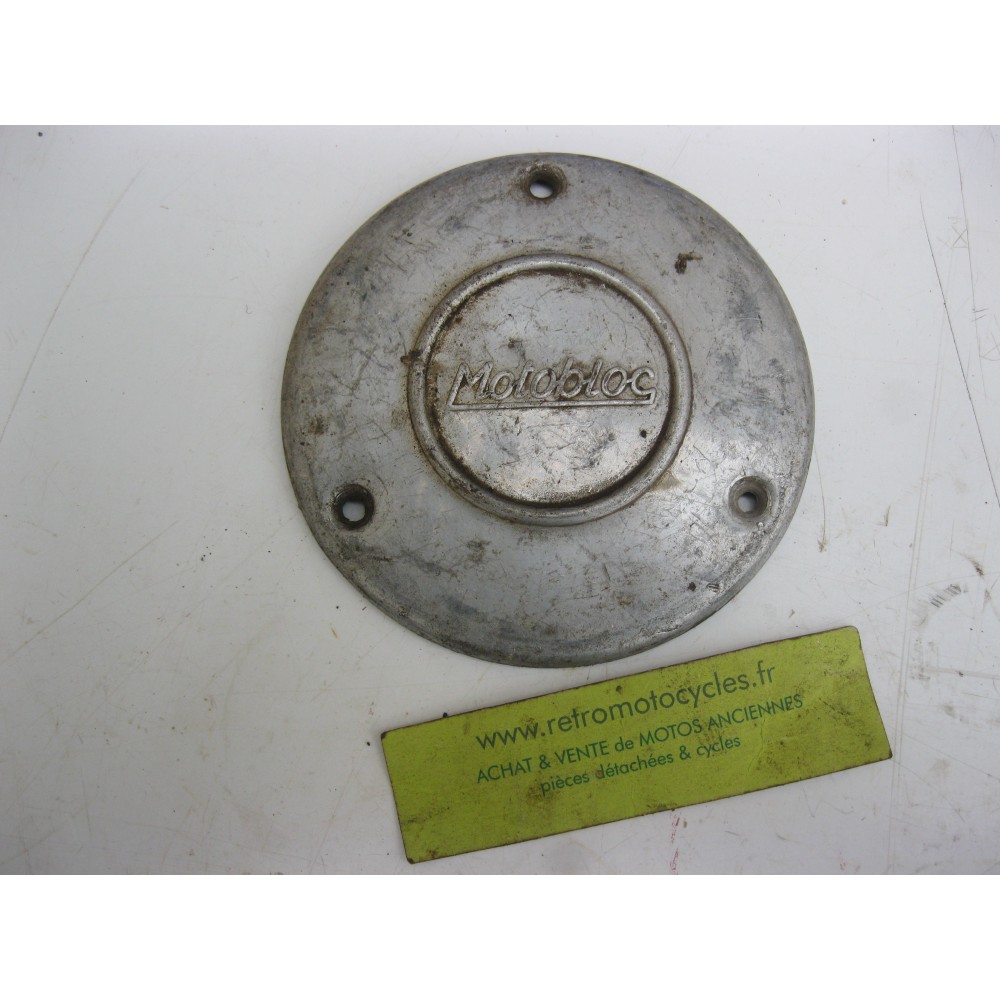 Motobloc
www.retromotocycles.fr
ACHAT & VENTE de MOTOS ANCIENNES
pièces détachées & cycles